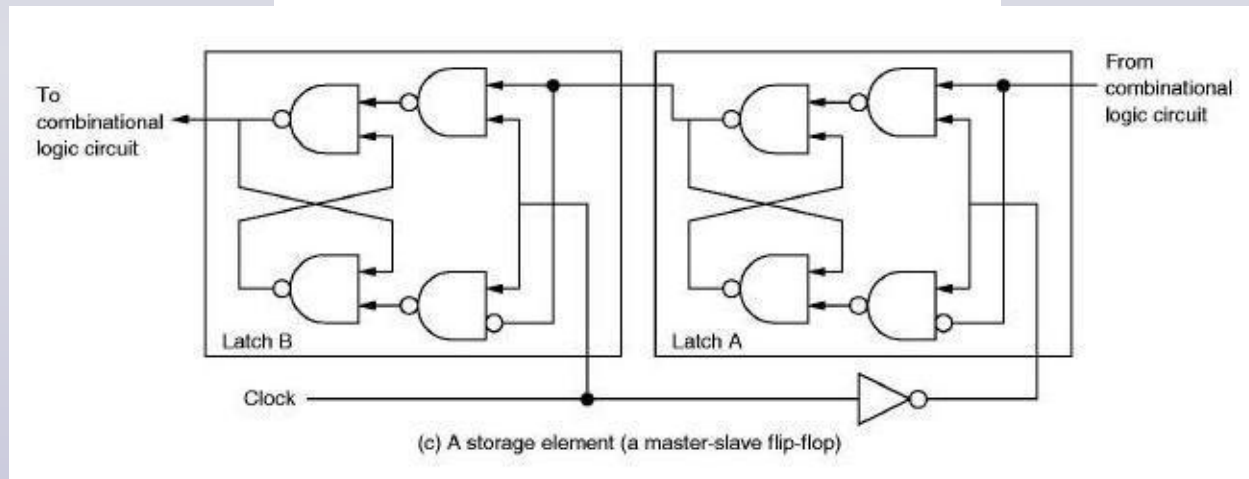 To
combinational
logic circuit
From
combinational
logic circuit
Latch B
Latch A
Clock
(c) A storage element (a master-slave flip-flop)